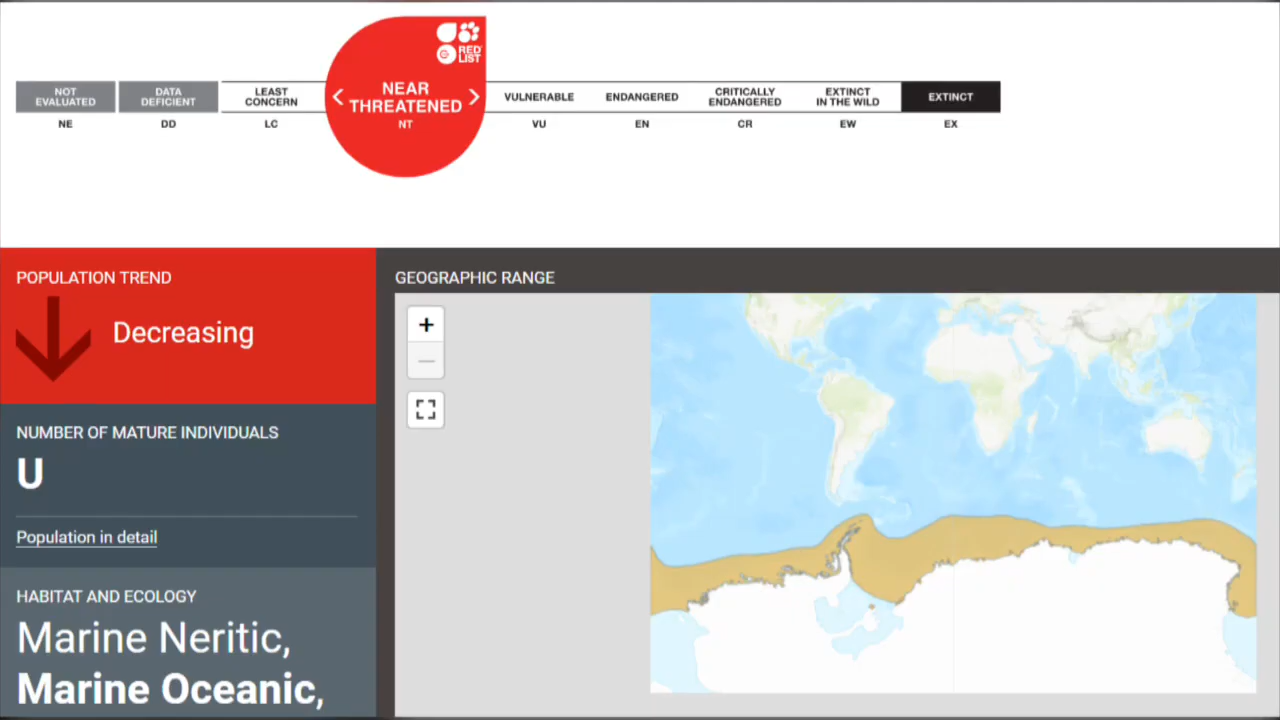 RED
LIST
NOT
EVALUATED
DATA
DEFICIENT
LEAST
CONCERN
< NEAR
THREATENED >
VULNERABLE
ENDANGERED
CRITICALLY
ENDANGERED
EXTINCT
IN THE WILD
EXTINCT
NE
DD
LC
NT
VU
EN
CR
EW
EX
POPULATION TREND
Decreasing
NUMBER OF MATURE INDIVIDUALS
U
Population in detail
HABITAT AND ECOLOGY
Marine Neritic,
Marine Oceanic,
GEOGRAPHIC RANGE
+
−